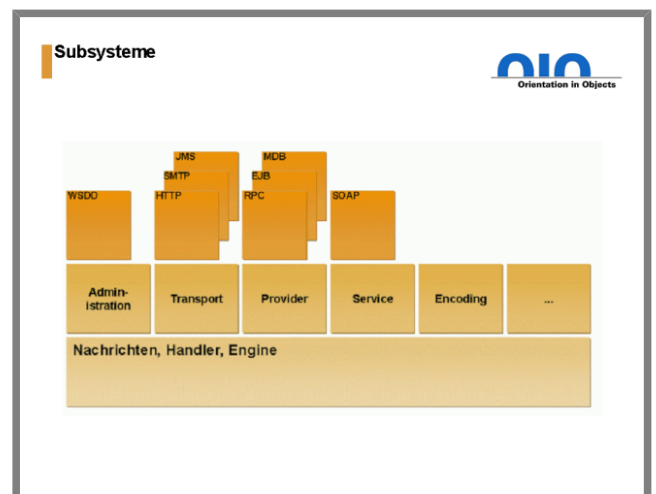 Subsysteme
Orientation in Objects
JMS
MDB
SMTP
EJB
WSDD
HTTP
RPC
SOAP
Admin-
istration
Transport
Provider
Service
Encoding
...
Nachrichten, Handler, Engine